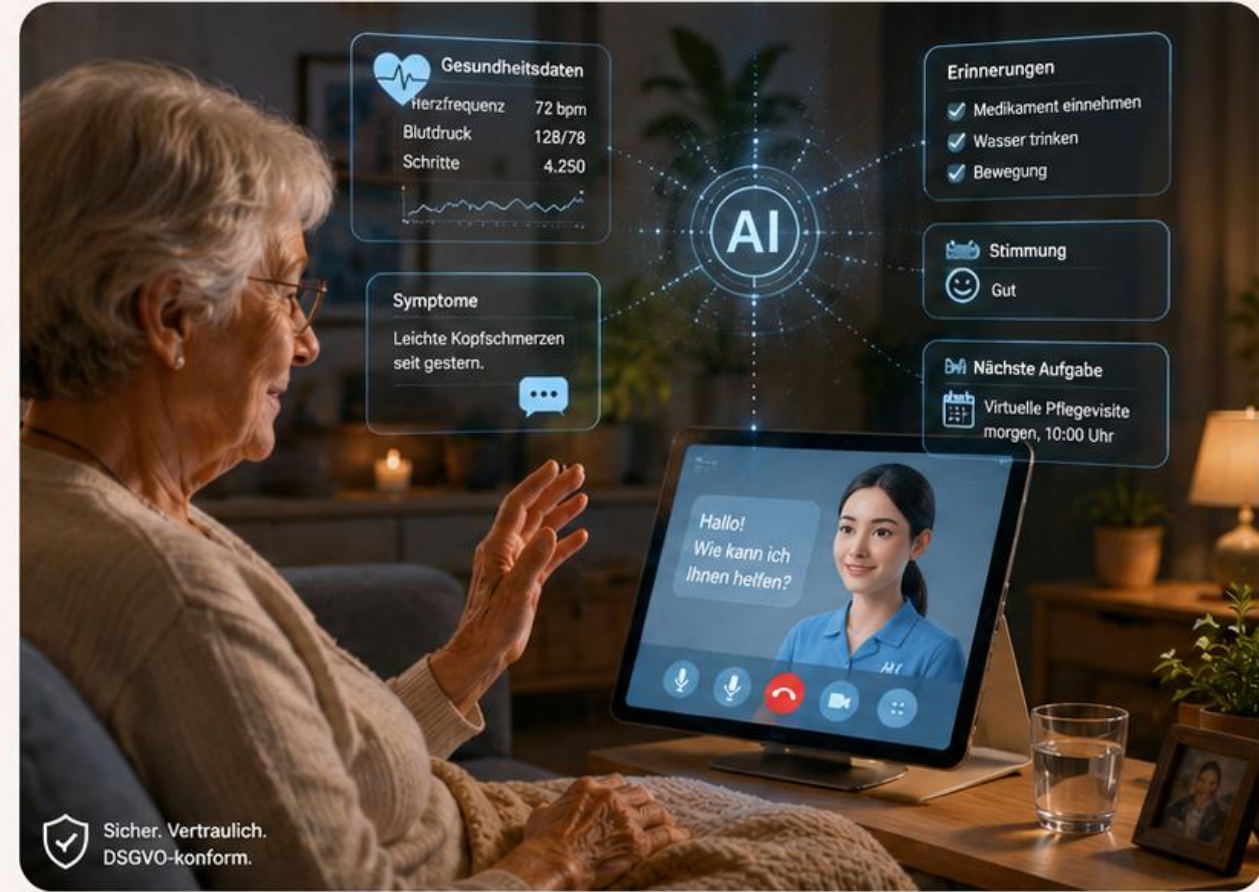 Gesundheitsdaten
Herzfrequenz 72 bpm
Blutdruck 128/78
Schritte 4.250
Symptome
Leichte Kopfschmerzen
seit gestern.
AI
Erinnerungen
Medikament einnehmen
Wasser trinken
Bewegung
Stimmung
Gut
Nächste Aufgabe
Virtuelle Pflegevisite
morgen, 10:00 Uhr
Hallo!
Wie kann ich
Ihnen helfen?
Sicher. Vertraulich.
DSGVO-konform.